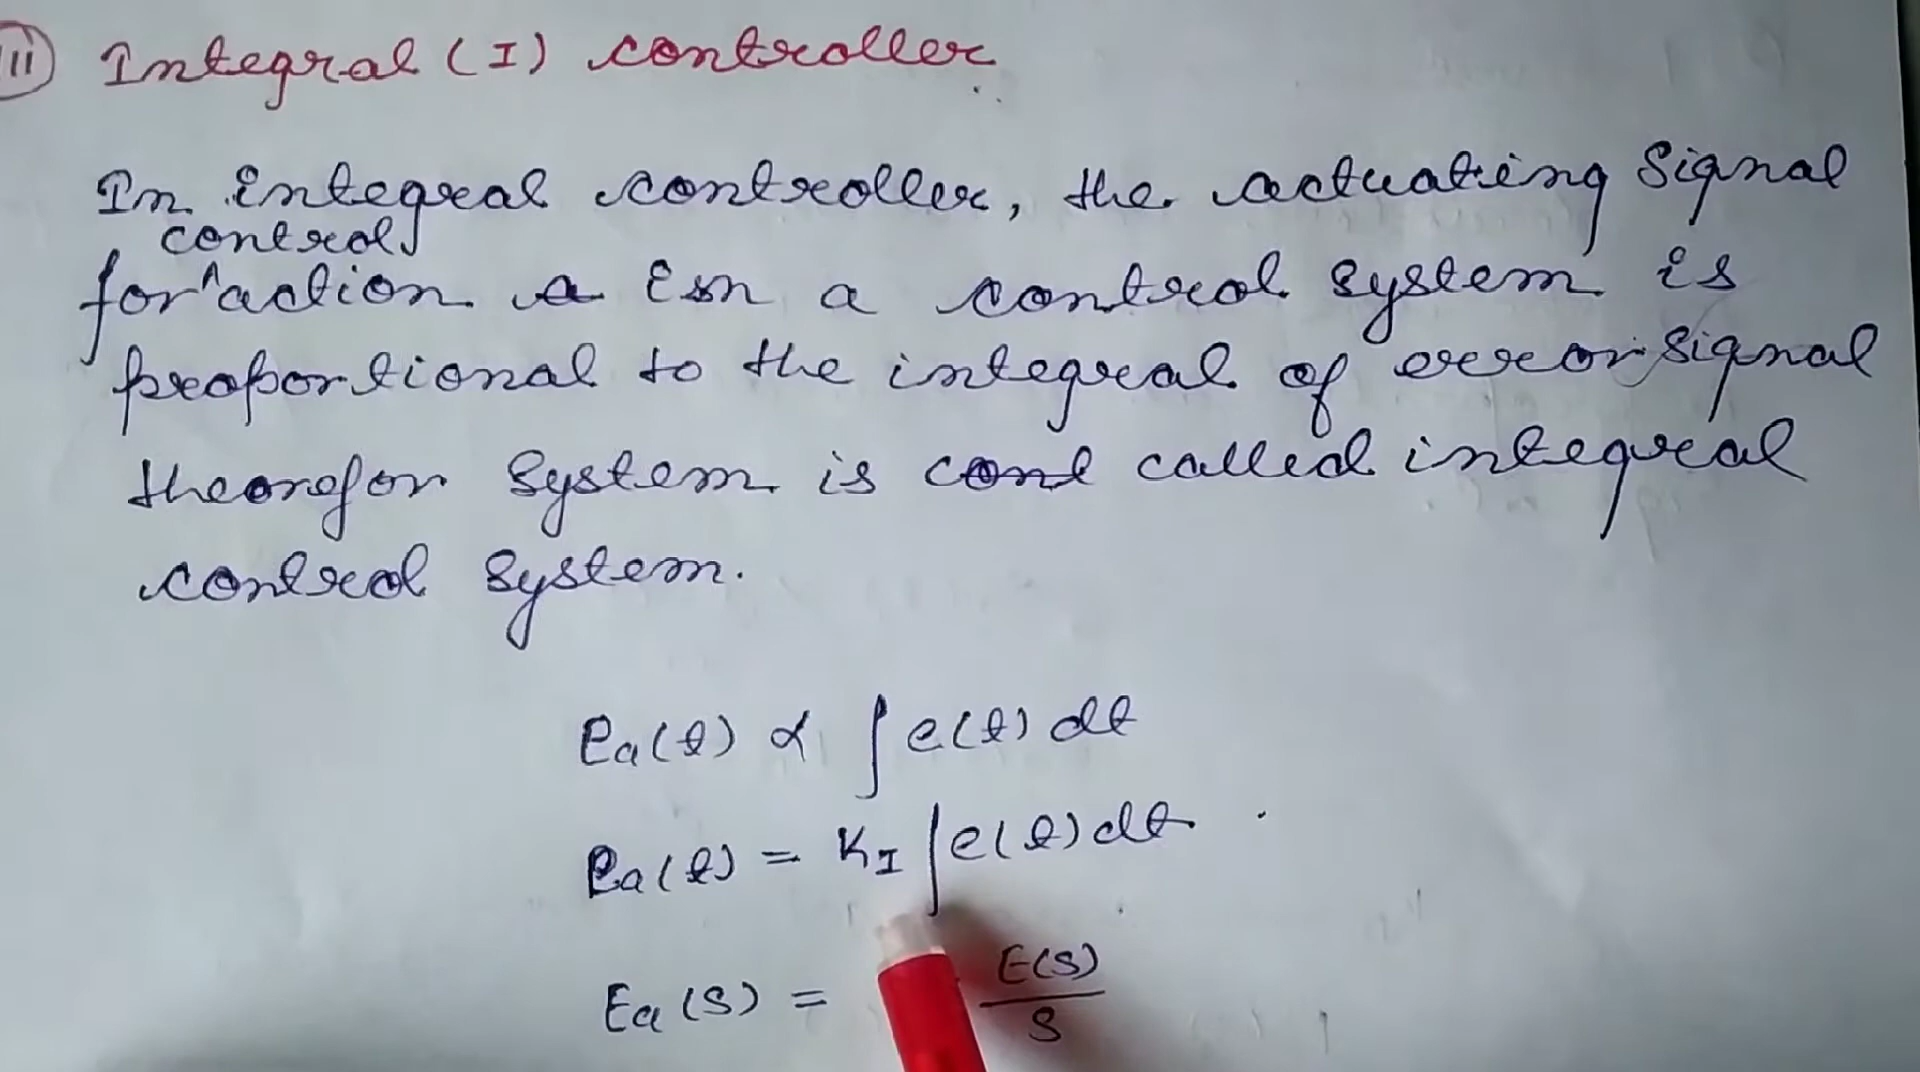 ii) Integral (I) controller
In integral controller, the actuating Signal
control
for action in a control system is
proportional to the integral of error signal
therefor System is called integral
control System.
ea(t) ∝ ∫ e(t) dt
ea(t) = KI ∫ e(t) dt
Ea(s) = E(s)/s